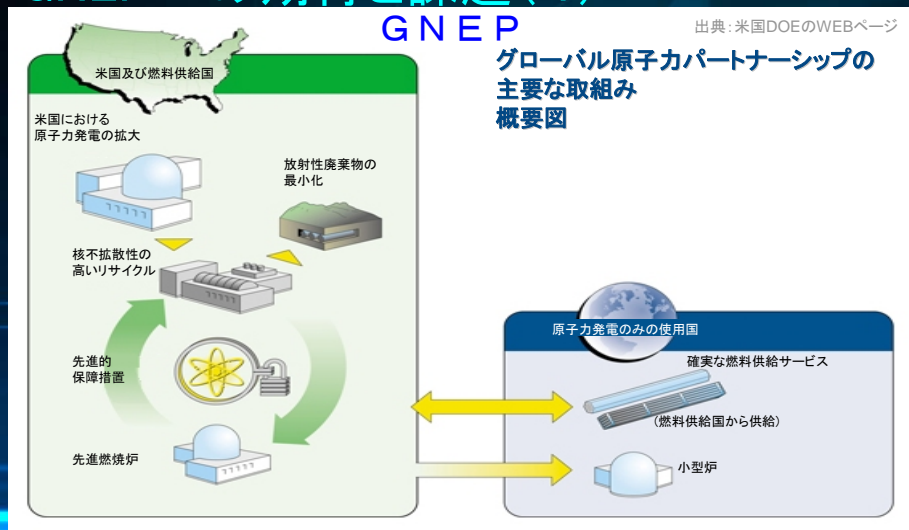 GNEP
出典:米国DOEのWEBページ
グローバル原子力パートナーシップの
主要な取組み
概要図
米国及び燃料供給国
米国における
原子力発電の拡大
放射性廃棄物の
最小化
核不拡散性の
高いリサイクル
先進的
保障措置
先進燃焼炉
原子力発電のみの使用国
確実な燃料供給サービス
(燃料供給国から供給)
小型炉